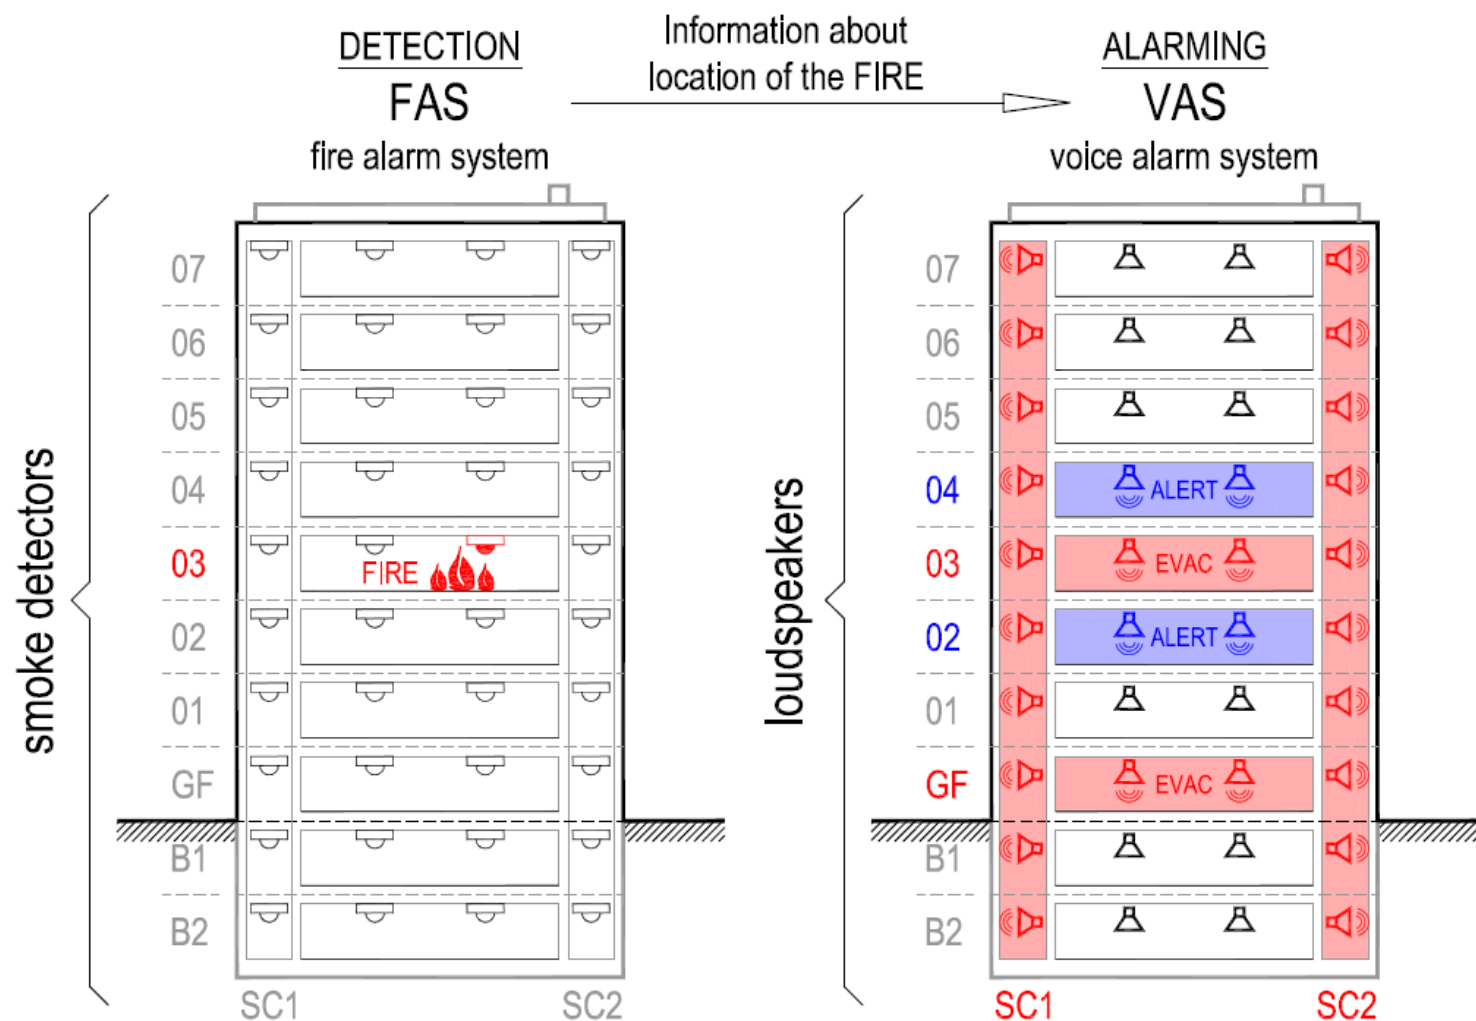 DETECTION
FAS
fire alarm system
Information about
location of the FIRE
ALARMING
VAS
voice alarm system
smoke detectors
07
06
05
04
03
FIRE
02
01
GF
B1
B2
SC1
SC2
loudspeakers
07
06
05
04
ALERT
03
EVAC
02
ALERT
01
GF
EVAC
B1
B2
SC1
SC2